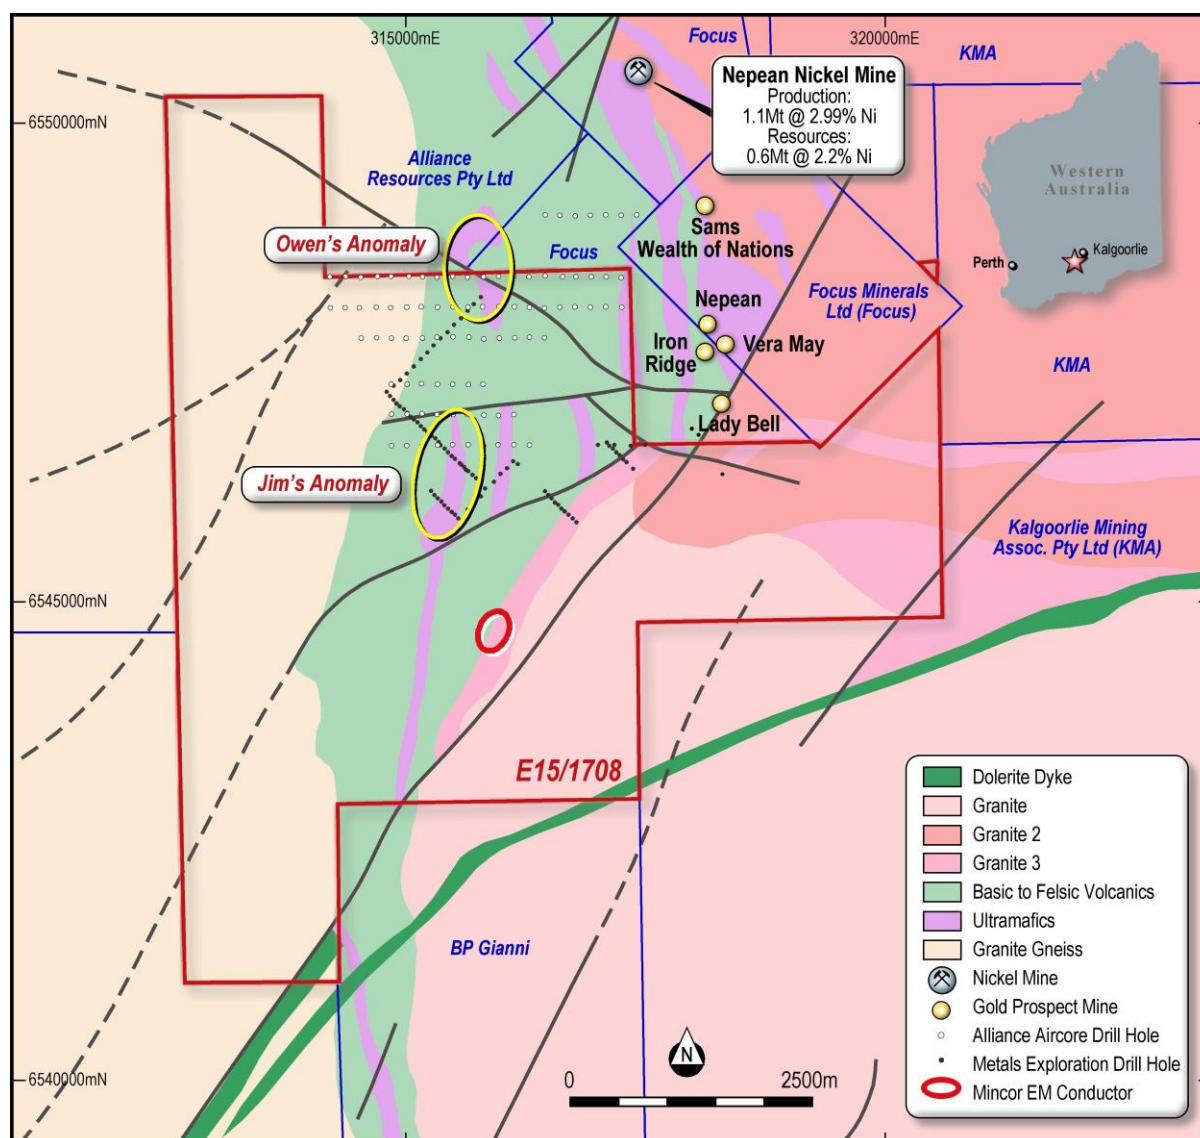 315000mE
Focus
320000mE
KMA
Nepean Nickel Mine
Production:
1.1Mt @ 2.99% Ni
Resources:
0.6Mt @ 2.2% Ni
6550000mN
Alliance
Resources Pty Ltd
Western
Australia
Kalgoorlie
Perth
Sams
Wealth of Nations
Owen's Anomaly
Focus
Nepean
Focus Minerals
Ltd (Focus)
Iron
Ridge
Vera May
KMA
Lady Bell
Jim's Anomaly
Kalgoorlie Mining
Assoc. Pty Ltd (KMA)
6545000mN
E15/1708
BP Gianni
Dolerite Dyke
Granite
Granite 2
Granite 3
Basic to Felsic Volcanics
Ultramafics
Granite Gneiss
Nickel Mine
Gold Prospect Mine
Alliance Aircore Drill Hole
Metals Exploration Drill Hole
Mincor EM Conductor
N
0
2500m
6540000mN